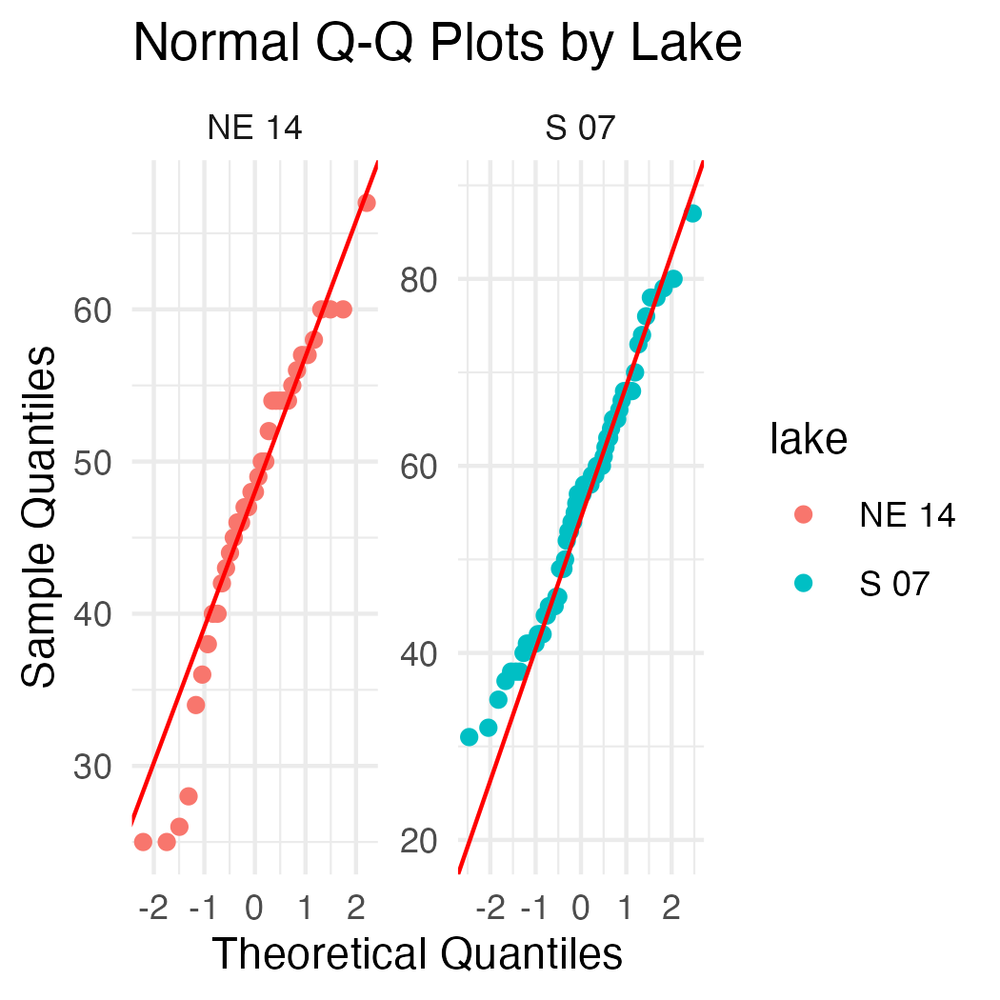 Normal Q-Q Plots by Lake
NE 14
S 07
Sample Quantiles
60
50
40
30
80
60
40
20
-2 -1 0 1 2
-2 -1 0 1 2
Theoretical Quantiles
lake
NE 14
S 07